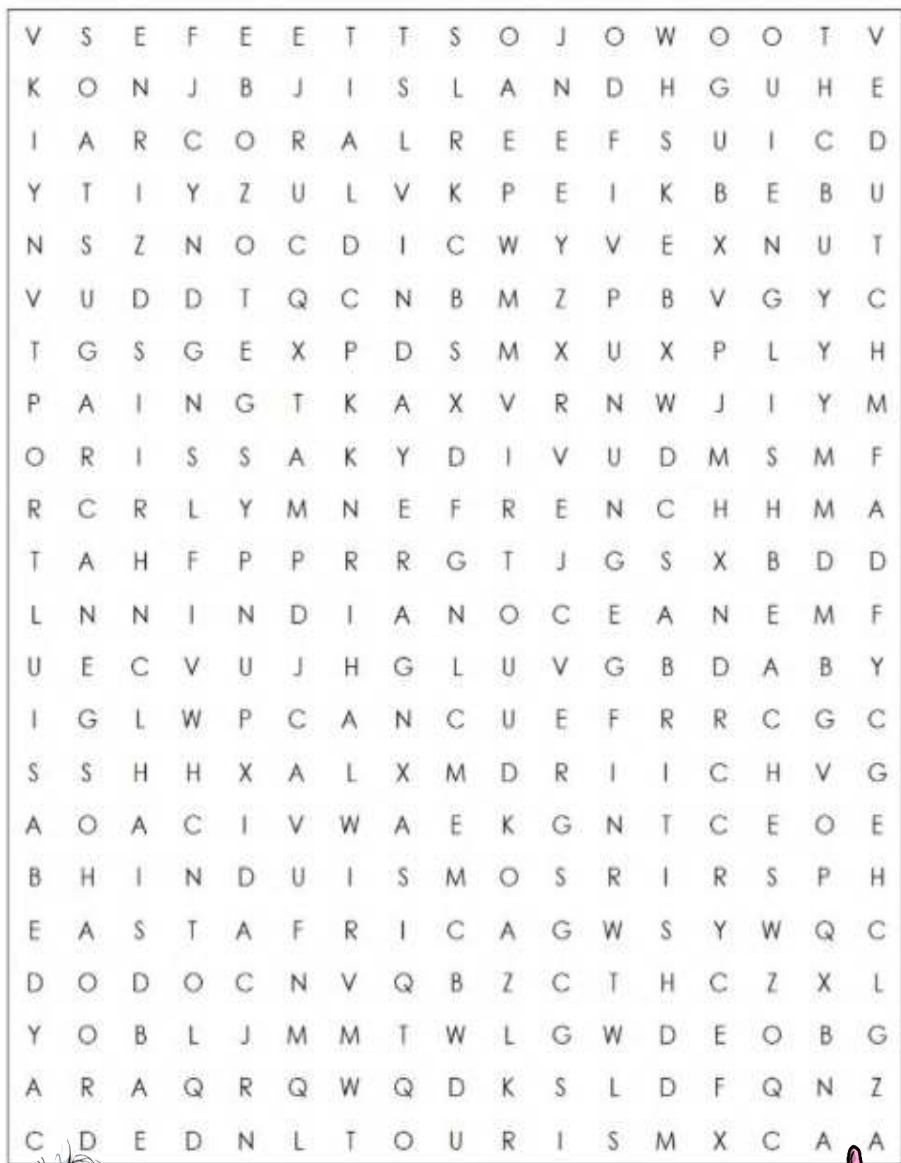 V S E F E E T T S O J O W O O T V
K O N J B J I S L A N D H G U H E
I A R C O R A L R E E F S U I C D
Y T I Y Z U L V K P E I K B E B U
N S Z N O C D I C W Y V E X N U T
V U D D T Q C N B M Z P B V G Y C
T G S G E X P D S M X U X P L Y H
P A I N G T K A X V R N W J I Y M
O R I S S A K Y D I V U D M S M F
R C R L Y M N E F R E N C H H M A
T A H F P P R R G T J G S X B D D
L N N I N D I A N O C E A N E M F
U E C V U J H G L U V G B D A B Y
I G L W P C A N C U E F R R C G C
S S H H X A L X M D R I I C H V G
A O A C I V W A E K G N T C E O E
B H I N D U I S M O S R I R S P H
E A S T A F R I C A G W S Y W Q C
D O D O C N V Q B Z C T H C Z X L
Y O B L J M M T W L G W D E O B G
A R A Q R Q W Q D K S L D F Q N Z
C D E D N L T O U R I S M X C A A